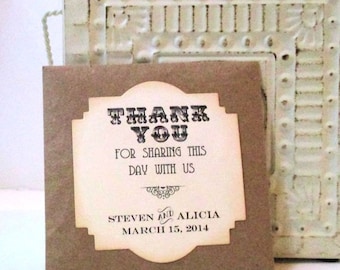 THANK
YOU
FOR SHARING THIS
DAY WITH US
STEVEN AND ALICIA
MARCH 15, 2014